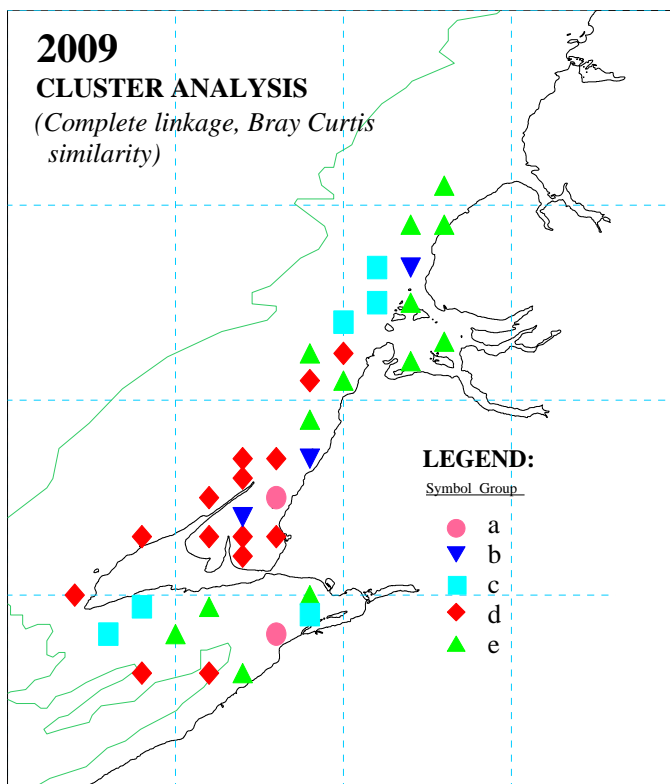 2009
CLUSTER ANALYSIS
(Complete linkage, Bray Curtis
similarity)
LEGEND:
Symbol Group
a
b
c
d
e